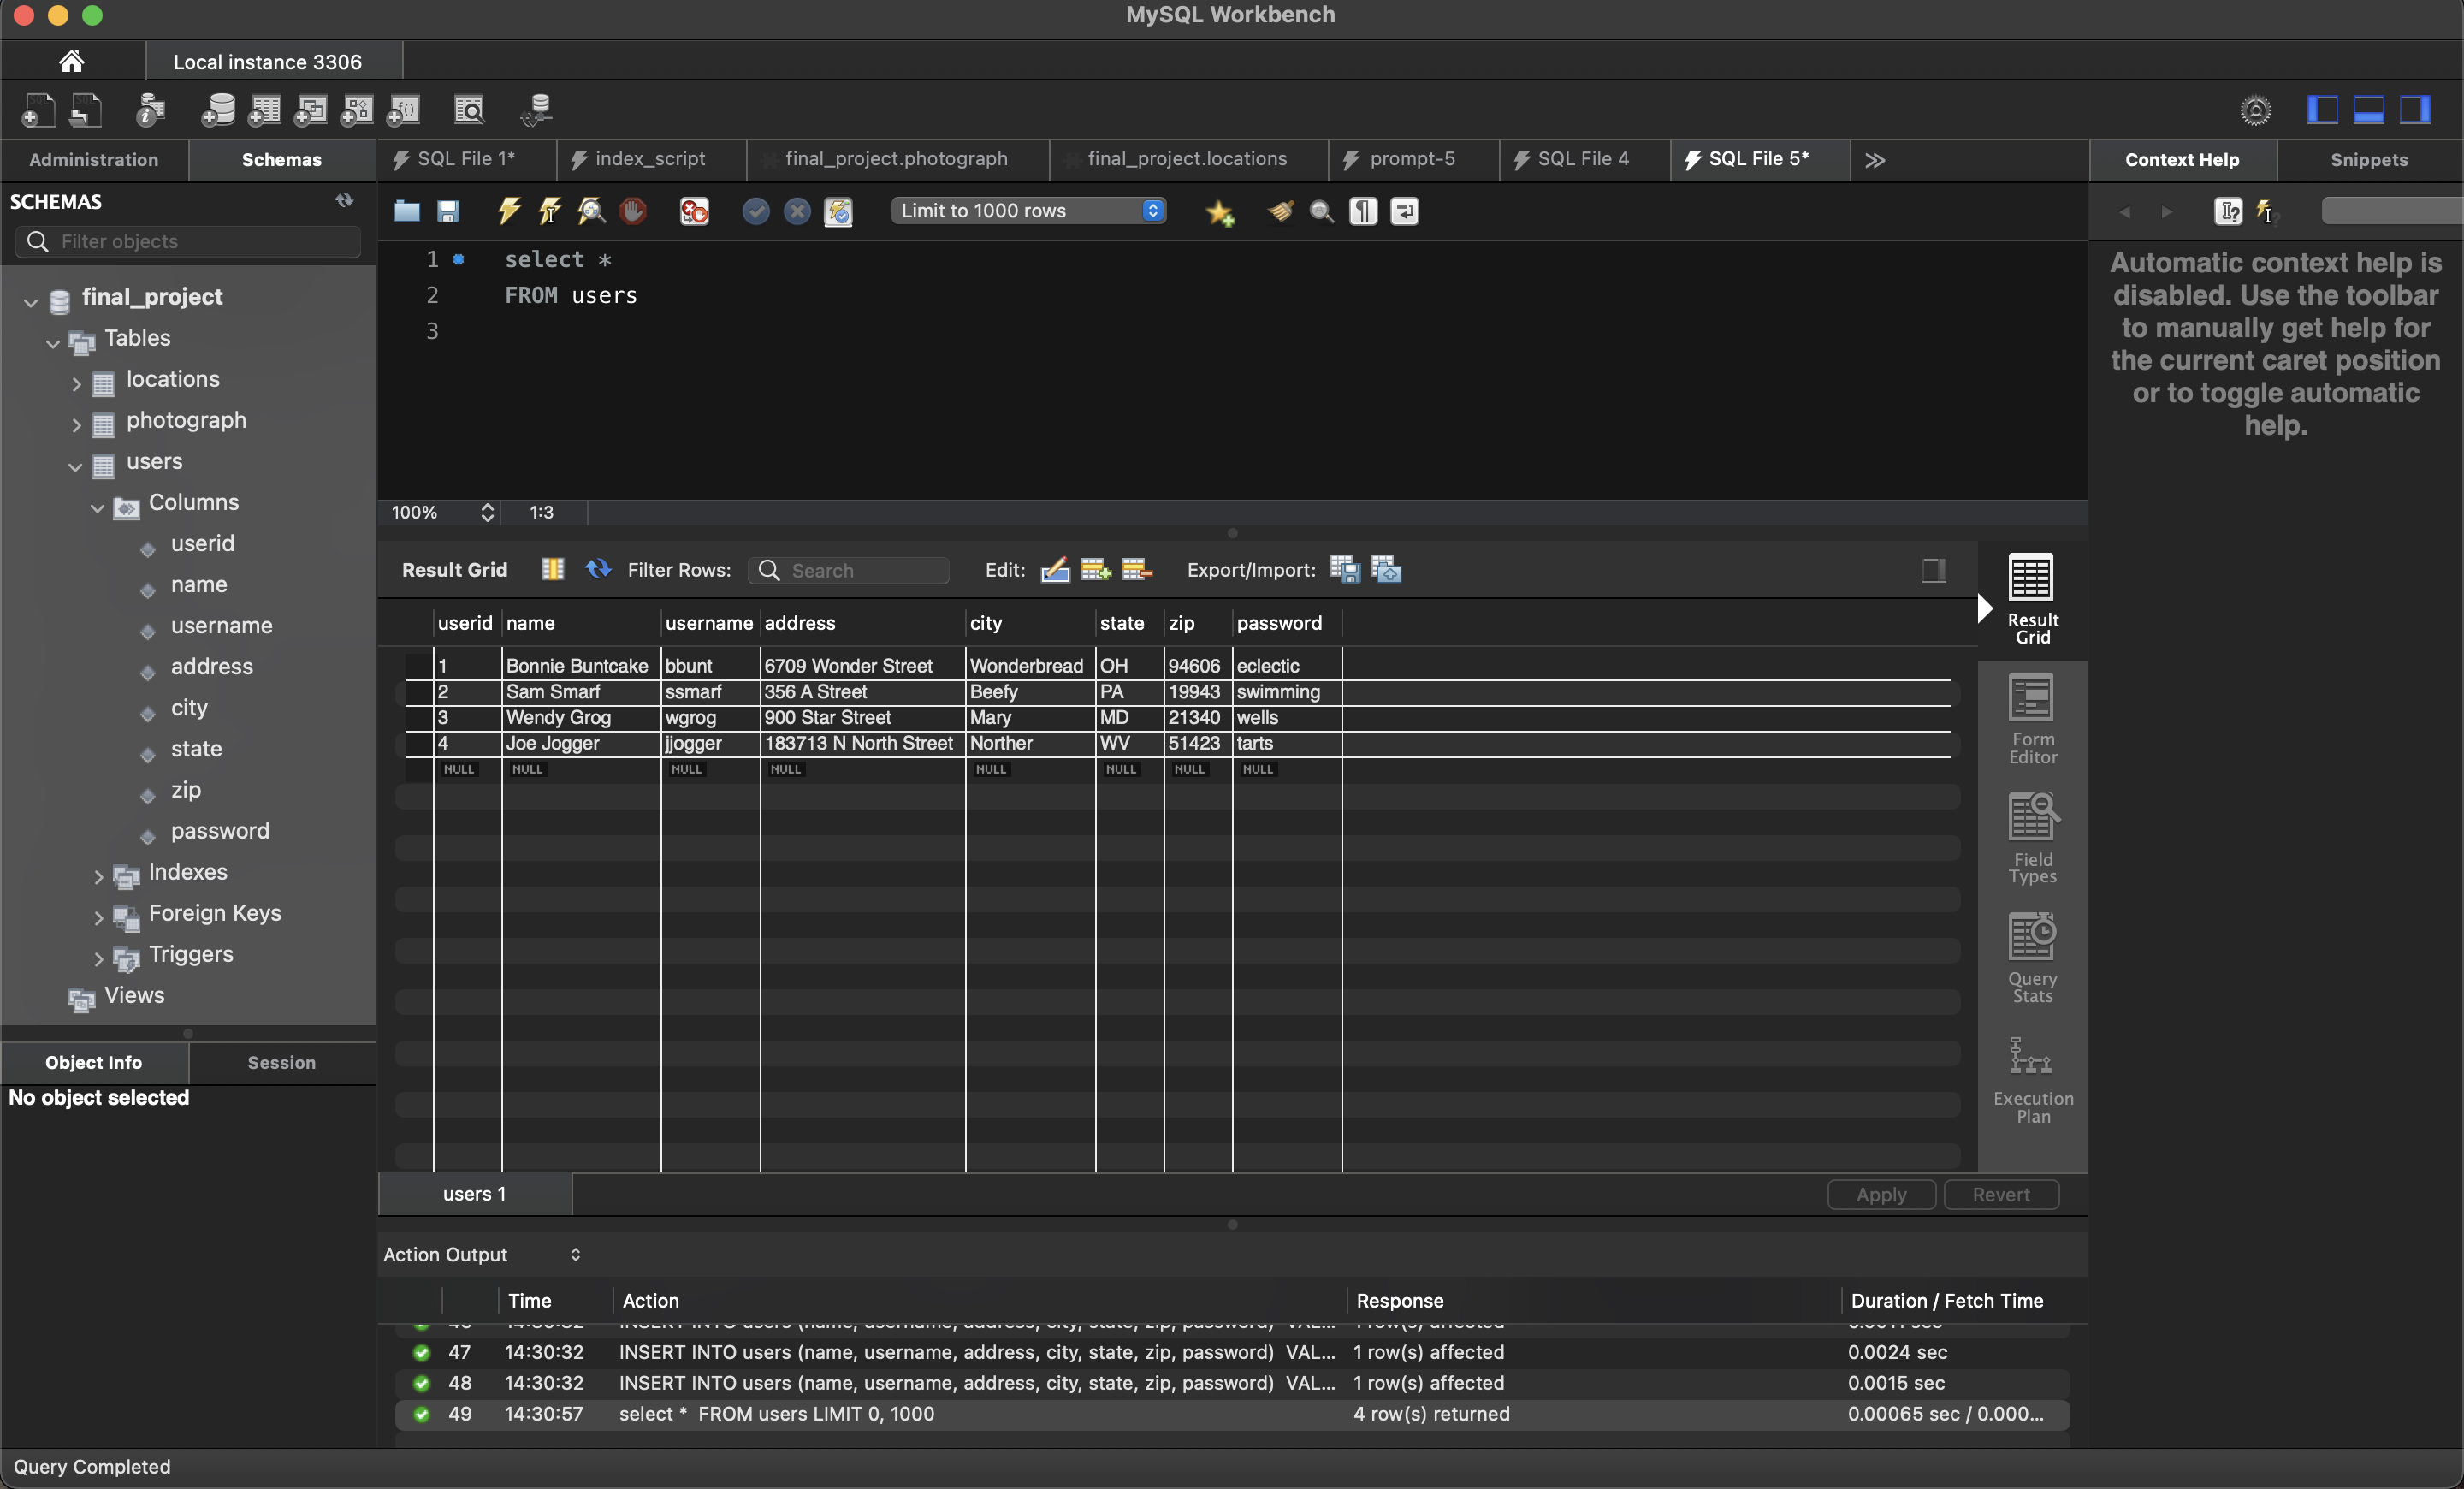 MySQL Workbench
Local instance 3306
Administration
Schemas
SQL File 1*
index_script
final_project.photograph
final_project.locations
prompt-5
SQL File 4
SQL File 5*
Context Help
Snippets
SCHEMAS
Filter objects
Limit to 1000 rows
final_project
Tables
locations
photograph
users
Columns
userid
name
username
address
city
state
zip
password
Indexes
Foreign Keys
Triggers
Views
Object Info
Session
No object selected
1 select *
2 FROM users
3
100% 1:3
Automatic context help is
disabled. Use the toolbar
to manually get help for
the current caret position
or to toggle automatic
help.
Result Grid
Filter Rows:
Search
Edit:
Export/Import:
userid name username address city state zip password
1 Bonnie Buntcake bbunt 6709 Wonder Street Wonderbread OH 94606 eclectic
2 Sam Smarf ssmarf 356 A Street Beefy PA 19943 swimming
3 Wendy Grog wgrog 900 Star Street Mary MD 21340 wells
4 Joe Jogger jjogger 183713 N North Street Norther WV 51423 tarts
NULL NULL NULL NULL NULL NULL NULL NULL
Result
Grid
Form
Editor
Field
Types
Query
Stats
Execution
Plan
users 1
Apply
Revert
Action Output
Time Action Response Duration / Fetch Time
47 14:30:32 INSERT INTO users (name, username, address, city, state, zip, password) VAL... 1 row(s) affected 0.0024 sec
48 14:30:32 INSERT INTO users (name, username, address, city, state, zip, password) VAL... 1 row(s) affected 0.0015 sec
49 14:30:57 select * FROM users LIMIT 0, 1000 4 row(s) returned 0.00065 sec / 0.000...
Query Completed